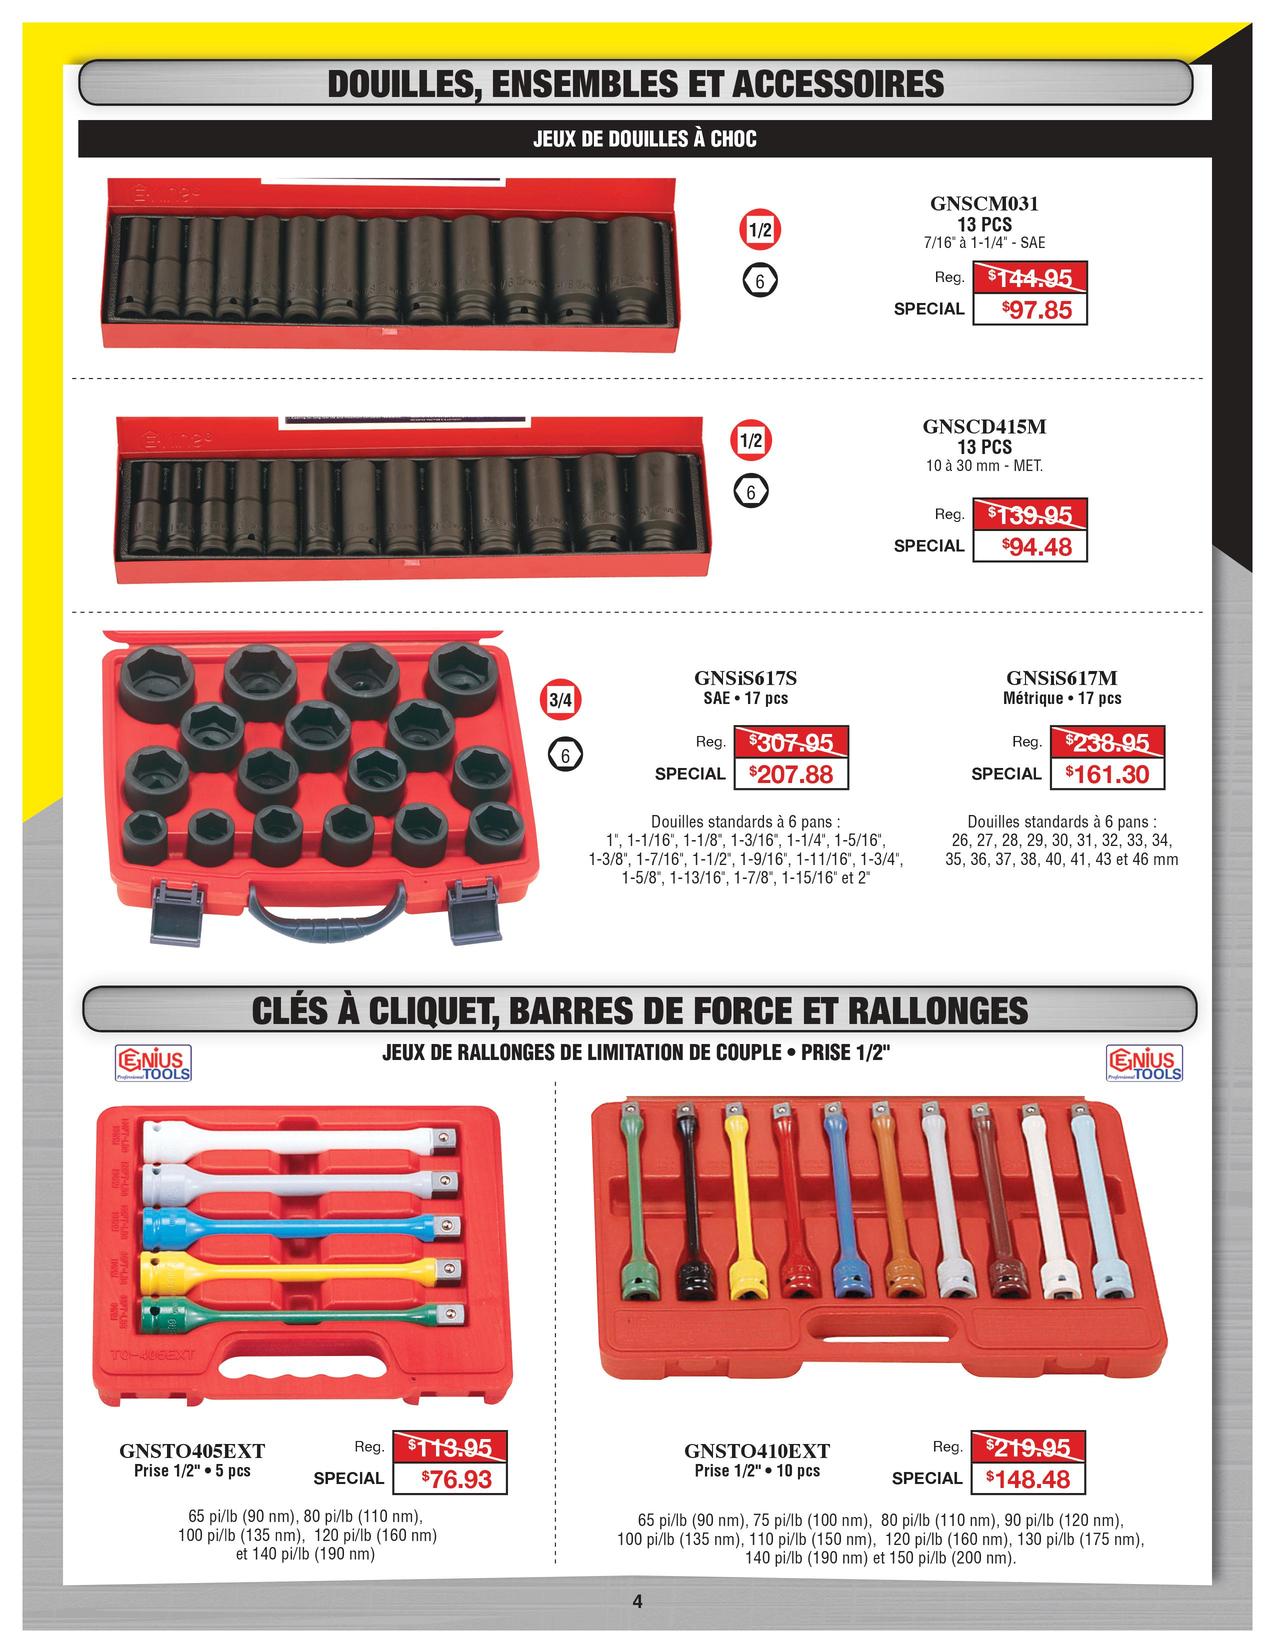 DOUILLES, ENSEMBLES ET ACCESSOIRES
JEUX DE DOUILLES À CHOC
1/2
6
GNSCM031
13 PCS
7/16" à 1-1/4" - SAE
Reg. $144.95
SPECIAL $97.85
1/2
6
GNSCD415M
13 PCS
10 à 30 mm - MET.
Reg. $139.95
SPECIAL $94.48
3/4
6
GNSiS617S
SAE • 17 pcs
Reg. $307.95
SPECIAL $207.88
Douilles standards à 6 pans :
1", 1-1/16", 1-1/8", 1-3/16", 1-1/4", 1-5/16",
1-3/8", 1-7/16", 1-1/2", 1-9/16", 1-11/16", 1-3/4",
1-5/8", 1-13/16", 1-7/8", 1-15/16" et 2"
GNSiS617M
Métrique • 17 pcs
Reg. $238.95
SPECIAL $161.30
Douilles standards à 6 pans :
26, 27, 28, 29, 30, 31, 32, 33, 34,
35, 36, 37, 38, 40, 41, 43 et 46 mm
CLÉS À CLIQUET, BARRES DE FORCE ET RALLONGES
JEUX DE RALLONGES DE LIMITATION DE COUPLE • PRISE 1/2"
GENIUS
Professional TOOLS
GENIUS
Professional TOOLS
TO-405EXT
GNSTO405EXT
Prise 1/2" • 5 pcs
Reg. $113.95
SPECIAL $76.93
65 pi/lb (90 nm), 80 pi/lb (110 nm),
100 pi/lb (135 nm), 120 pi/lb (160 nm)
et 140 pi/lb (190 nm)
GNSTO410EXT
Prise 1/2" • 10 pcs
Reg. $219.95
SPECIAL $148.48
65 pi/lb (90 nm), 75 pi/lb (100 nm), 80 pi/lb (110 nm), 90 pi/lb (120 nm),
100 pi/lb (135 nm), 110 pi/lb (150 nm), 120 pi/lb (160 nm), 130 pi/lb (175 nm),
140 pi/lb (190 nm) et 150 pi/lb (200 nm).
4